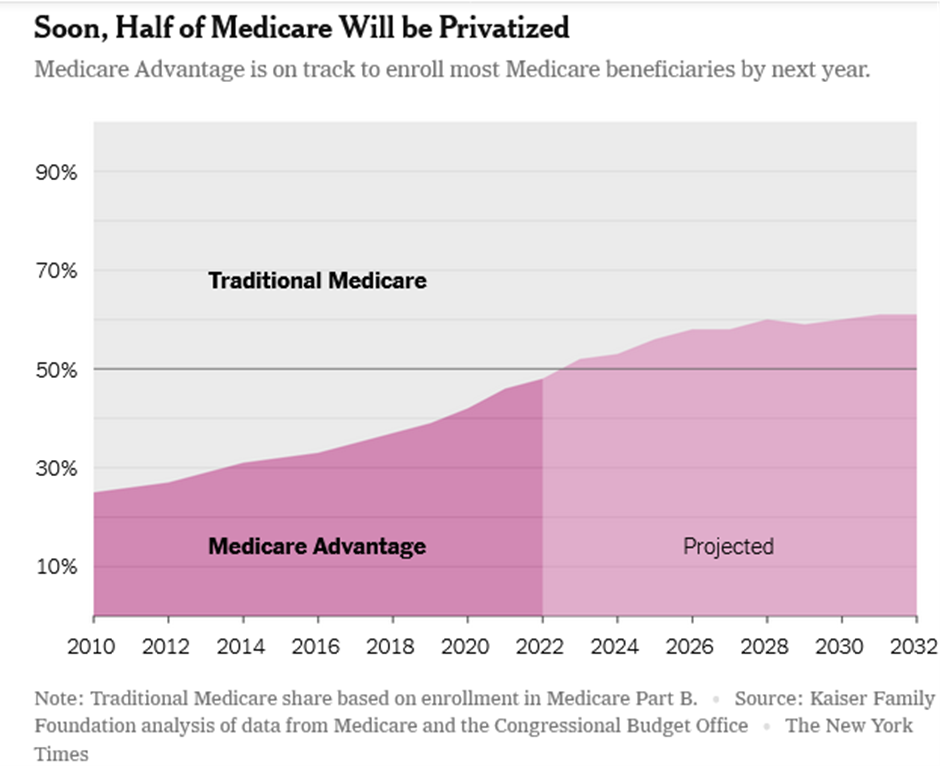 Soon, Half of Medicare Will be Privatized
Medicare Advantage is on track to enroll most Medicare beneficiaries by next year.
90%
70%
Traditional Medicare
50%
30%
Medicare Advantage
Projected
10%
2010 2012 2014 2016 2018 2020 2022 2024 2026 2028 2030 2032
Note: Traditional Medicare share based on enrollment in Medicare Part B. • Source: Kaiser Family
Foundation analysis of data from Medicare and the Congressional Budget Office • The New York
Times